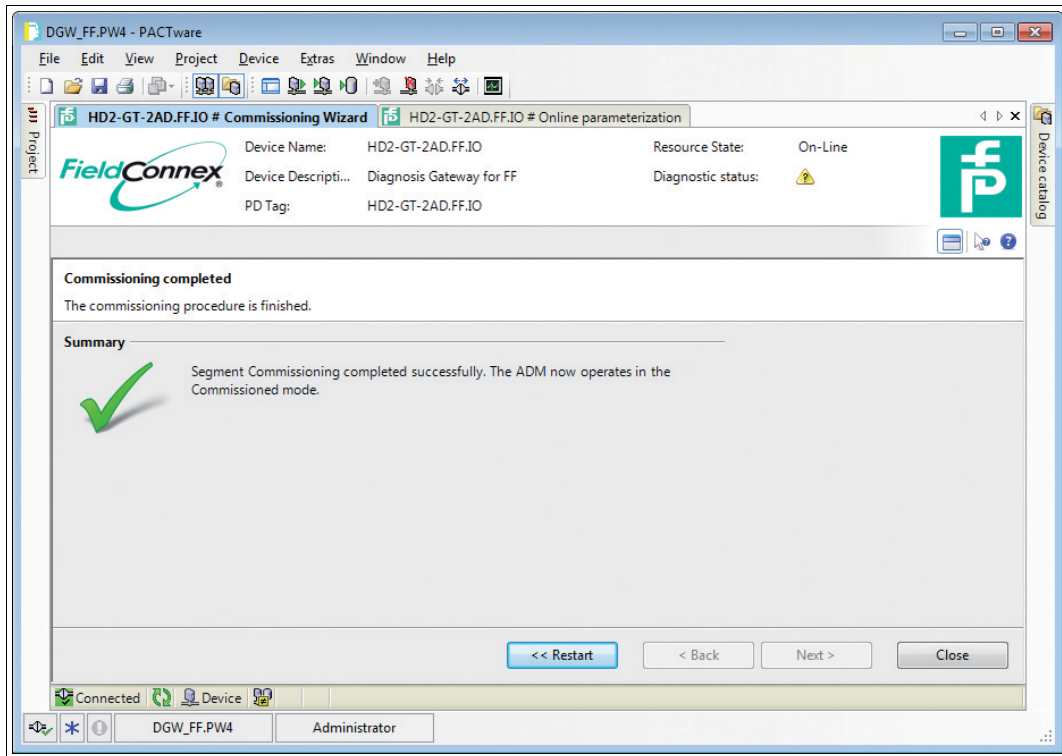 DGW_FF.PW4 - PACTware
File Edit View Project Device Extras Window Help
Project
HD2-GT-2AD.FF.IO # Commissioning Wizard
HD2-GT-2AD.FF.IO # Online parameterization
Device catalog
FieldConnex®
Device Name: HD2-GT-2AD.FF.IO Resource State: On-Line
Device Descripti... Diagnosis Gateway for FF Diagnostic status:
PD Tag: HD2-GT-2AD.FF.IO
Commissioning completed
The commissioning procedure is finished.
Summary
Segment Commissioning completed successfully. The ADM now operates in the
Commissioned mode.
<< Restart < Back Next > Close
Connected Device
DGW_FF.PW4 Administrator